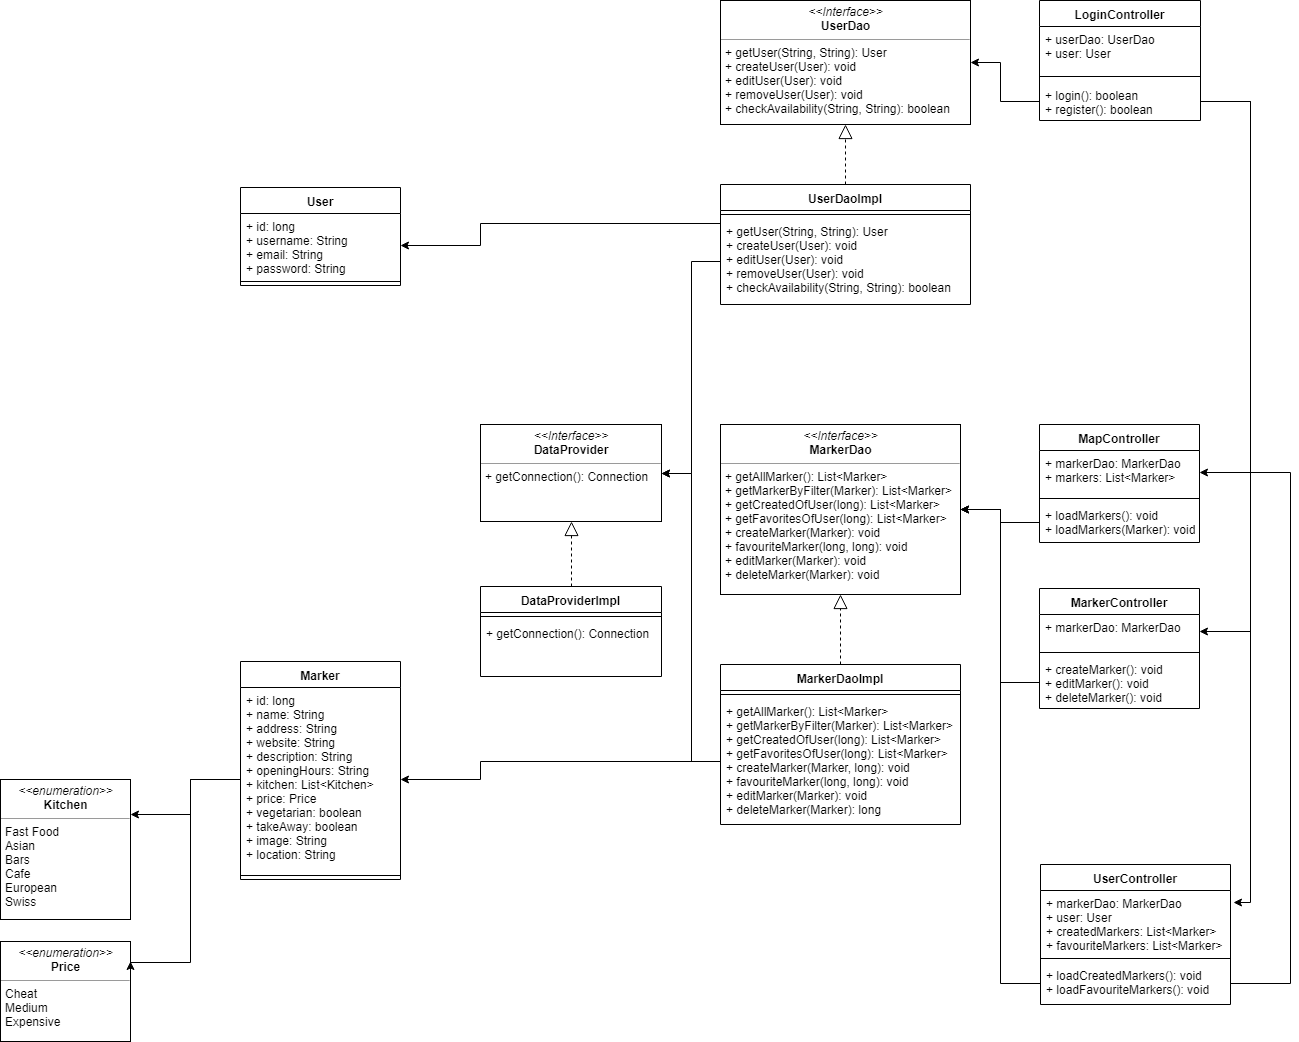 <<Interface>>
UserDao
+ getUser(String, String): User
+ createUser(User): void
+ editUser(User): void
+ removeUser(User): void
+ checkAvailability(String, String): boolean
LoginController
+ userDao: UserDao
+ user: User
+ login(): boolean
+ register(): boolean
User
+ id: long
+ username: String
+ email: String
+ password: String
UserDaoImpl
+ getUser(String, String): User
+ createUser(User): void
+ editUser(User): void
+ removeUser(User): void
+ checkAvailability(String, String): boolean
<<Interface>>
DataProvider
+ getConnection(): Connection
<<Interface>>
MarkerDao
+ getAllMarker(): List<Marker>
+ getMarkerByFilter(Marker): List<Marker>
+ getCreatedOfUser(long): List<Marker>
+ getFavoritesOfUser(long): List<Marker>
+ createMarker(Marker): void
+ favouriteMarker(long, long): void
+ editMarker(Marker): void
+ deleteMarker(Marker): void
MapController
+ markerDao: MarkerDao
+ markers: List<Marker>
+ loadMarkers(): void
+ loadMarkers(Marker): void
DataProviderImpl
+ getConnection(): Connection
MarkerController
+ markerDao: MarkerDao
+ createMarker(): void
+ editMarker(): void
+ deleteMarker(): void
Marker
+ id: long
+ name: String
+ address: String
+ website: String
+ description: String
+ openingHours: String
+ kitchen: List<Kitchen>
+ price: Price
+ vegetarian: boolean
+ takeAway: boolean
+ image: String
+ location: String
MarkerDaoImpl
+ getAllMarker(): List<Marker>
+ getMarkerByFilter(Marker): List<Marker>
+ getCreatedOfUser(long): List<Marker>
+ getFavoritesOfUser(long): List<Marker>
+ createMarker(Marker, long): void
+ favouriteMarker(long, long): void
+ editMarker(Marker): void
+ deleteMarker(Marker): long
<<enumeration>>
Kitchen
Fast Food
Asian
Bars
Cafe
European
Swiss
UserController
+ markerDao: MarkerDao
+ user: User
+ createdMarkers: List<Marker>
+ favouriteMarkers: List<Marker>
+ loadCreatedMarkers(): void
+ loadFavouriteMarkers(): void
<<enumeration>>
Price
Cheat
Medium
Expensive